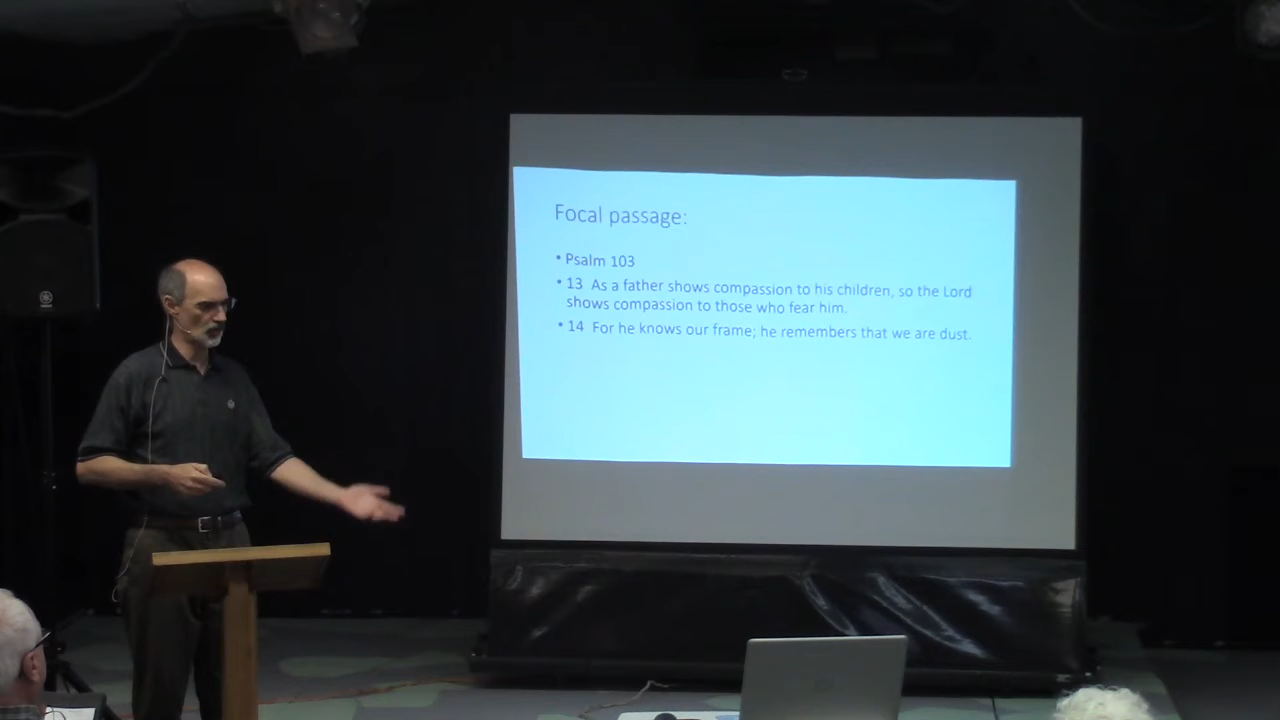 Focal passage:
• Psalm 103
• 13 As a father shows compassion to his children, so the Lord
shows compassion to those who fear him.
• 14 For he knows our frame; he remembers that we are dust.